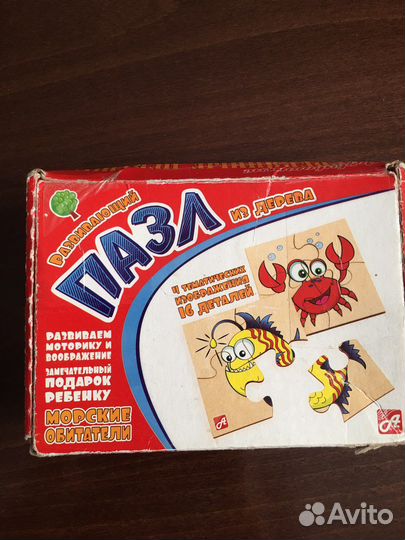 Развивающий
ПАЗЛ
из дерева
4 тематических
изображения
16 деталей
Развиваем
моторику и
воображение
Замечательный
подарок
ребенку
Морские
обитатели
Avito